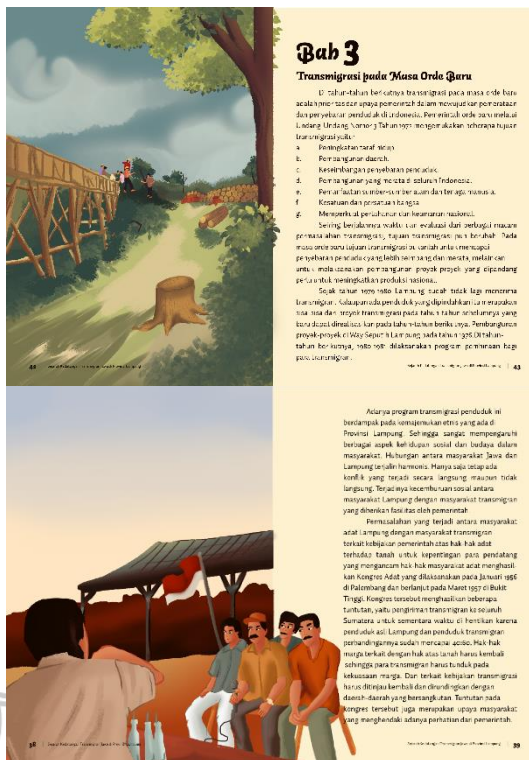 Bab 3
Transmigrasi pada Masa Orde Baru
Di tahun-tahun berikutnya transmigrasi pada masa orde baru
adalah prioritas dan upaya pemerintah dalam mewujudkan pemerataan
dan penyebaran penduduk di Indonesia. Pemerintah orde baru melalui
Undang-Undang Nomor 3 Tahun 1972 mengemukakan beberapa tujuan
transmigrasi yaitu
a. Peningkatan taraf hidup
b. Pembangunan daerah.
c. Keseimbangan penyebaran penduduk.
d. Pembangunan yang merata di seluruh Indonesia.
e. Pemanfaatan sumber-sumber alam dan tenaga manusia.
f. Kesatuan dan persatuan bangsa
g. Memperkuat pertahanan dan keamanan nasional.
Seiring berjalannya waktu dan evaluasi dari berbagai macam
permasalahan transmigrasi, tujuan transmigrasi pun berubah. Pada
masa orde baru tujuan transmigrasi bukanlah untuk mencapai
penyebaran penduduk yang lebih seimbang dan merata, melainkan
untuk melaksanakan pembangunan proyek-proyek yang dipandang
perlu untuk meningkatkan produksi nasional.
Sejak tahun 1979-1980 Lampung sudah tidak lagi menerima
transmigran. Kalaupun ada penduduk yang dipindahkan itu merupakan
sisa-sisa dari proyek transmigrasi pada tahun-tahun sebelumnya yang
baru dapat direalisasikan pada tahun-tahun berikutnya. Pembangunan
proyek-proyek di Way Seputih Lampung pada tahun 1976. Di tahun-
tahun berikutnya, 1980-1981 dilaksanakan program pembinaan bagi
para transmigran.
42
43
Adanya program transmigrasi penduduk ini
berdampak pada kemajemukan etnis yang ada di
Provinsi Lampung. Sehingga sangat mempengaruhi
berbagai aspek kehidupan sosial dan budaya dalam
masyarakat. Hubungan antara masyarakat Jawa dan
Lampung terjalin harmonis. Hanya saja tetap ada
konflik yang terjadi secara langsung maupun tidak
langsung. Terjadinya kecemburuan sosial antara
masyarakat Lampung dengan masyarakat transmigran
yang diberikan fasilitas oleh pemerintah
Permasalahan yang terjadi antara masyarakat
adat Lampung dengan masyarakat transmigran
terkait kebijakan pemerintah atas hak-hak adat
terhadap tanah untuk kepentingan para pendatang
yang mengancam hak-hak masyarakat adat menghasil-
kan Kongres Adat yang dilaksanakan pada Januari 1956
di Palembang dan berlanjut pada Maret 1957 di Bukit
Tinggi. Kongres tersebut menghasilkan beberapa
tuntutan, yaitu pengiriman transmigran ke seluruh
Sumatera untuk sementara waktu di hentikan karena
penduduk asli Lampung dan penduduk transmigran
perbandingannya sudah mencapai 40:60. Hak-hak
marga terkait dengan hak atas tanah harus kembali
sehingga para transmigran harus tunduk pada
kekuasaan marga. Dan terkait kebijakan transmigrasi
harus ditinjau kembali dan dirundingkan dengan
daerah-daerah yang bersangkutan. Tuntutan pada
kongres tersebut juga merupakan upaya masyarakat
yang menghendaki adanya perhatian dari pemerintah.
38
39